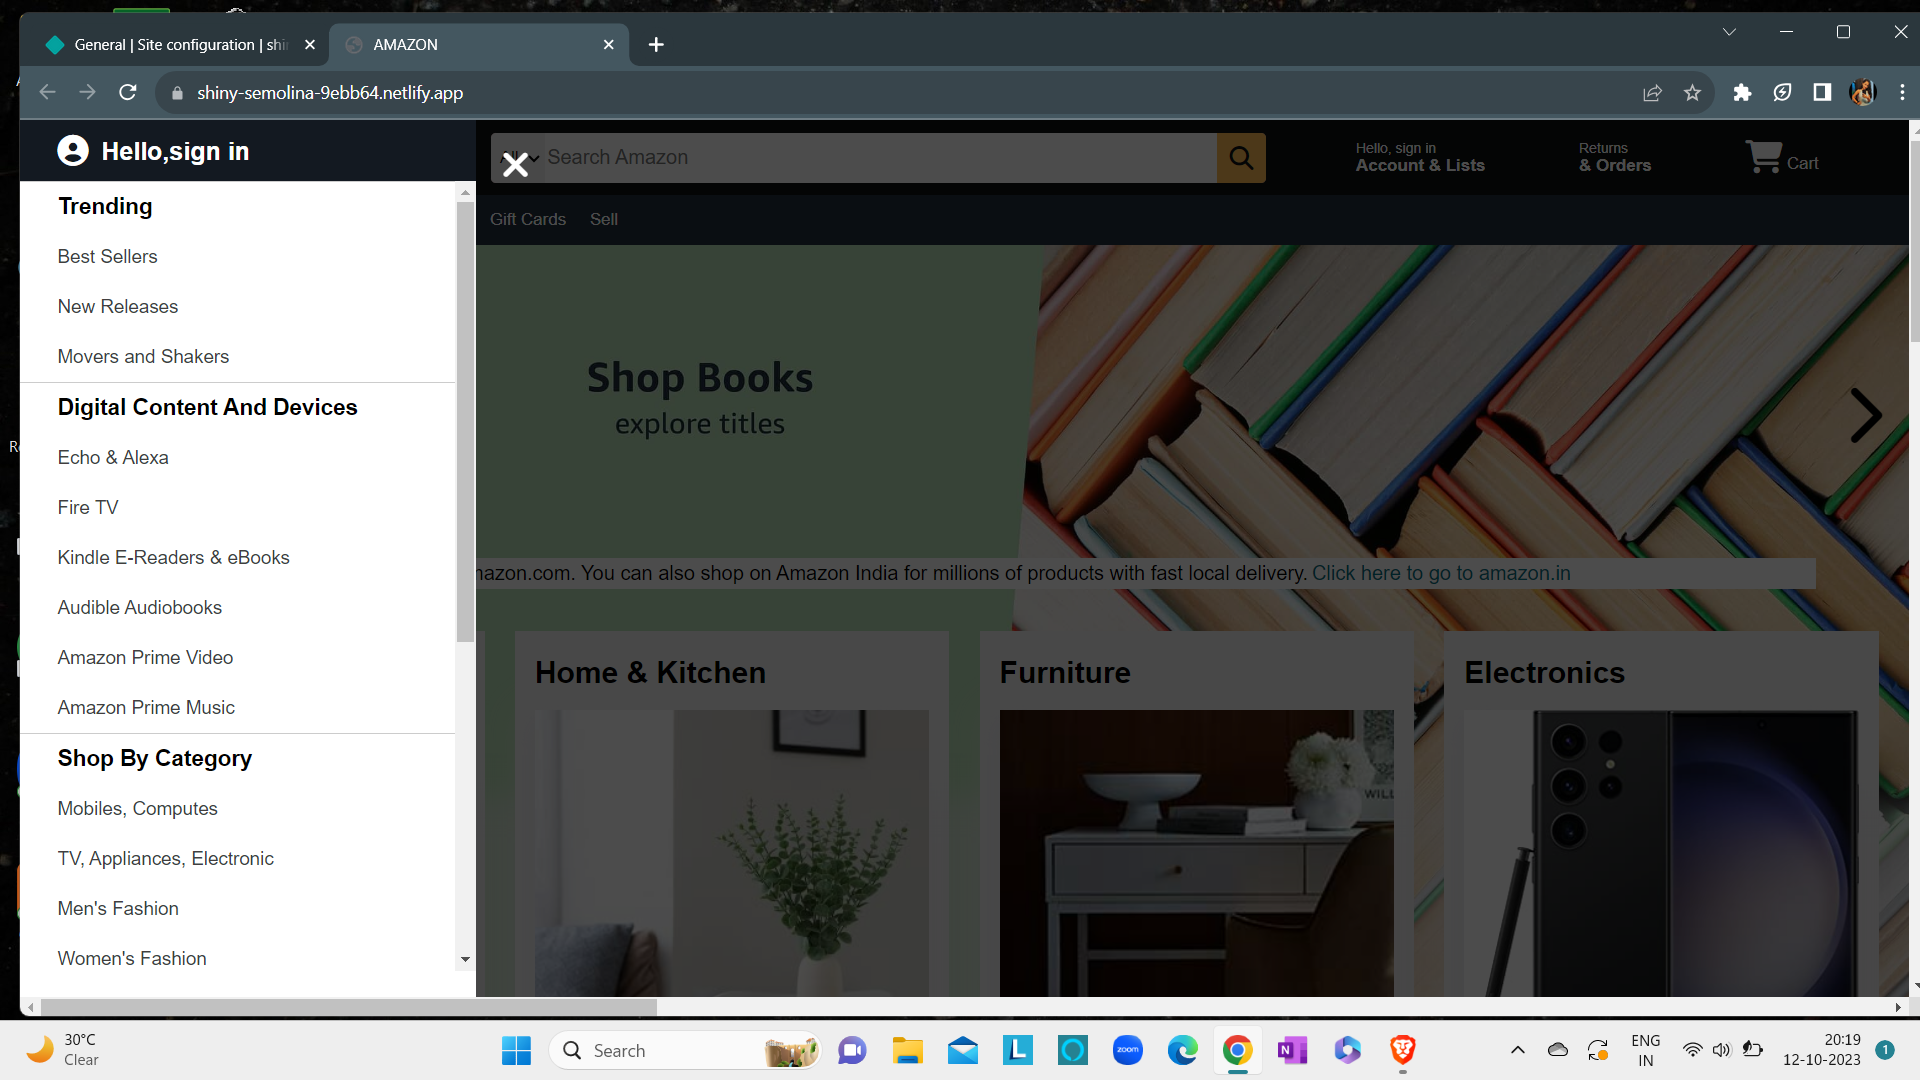 General | Site configuration | shi
AMAZON
shiny-semolina-9ebb64.netlify.app
Hello,sign in
Search Amazon
Hello, sign in
Account & Lists
Returns
& Orders
Cart
Gift Cards Sell
Trending
Best Sellers
New Releases
Movers and Shakers
Digital Content And Devices
Echo & Alexa
Fire TV
Kindle E-Readers & eBooks
Audible Audiobooks
Amazon Prime Video
Amazon Prime Music
Shop By Category
Mobiles, Computes
TV, Appliances, Electronic
Men's Fashion
Women's Fashion
Shop Books
explore titles
mazon.com. You can also shop on Amazon India for millions of products with fast local delivery. Click here to go to amazon.in
Home & Kitchen
Furniture
Electronics
WILL
30°C
Clear
Search
L
zoom
N
ENG
IN
20:19
12-10-2023
1